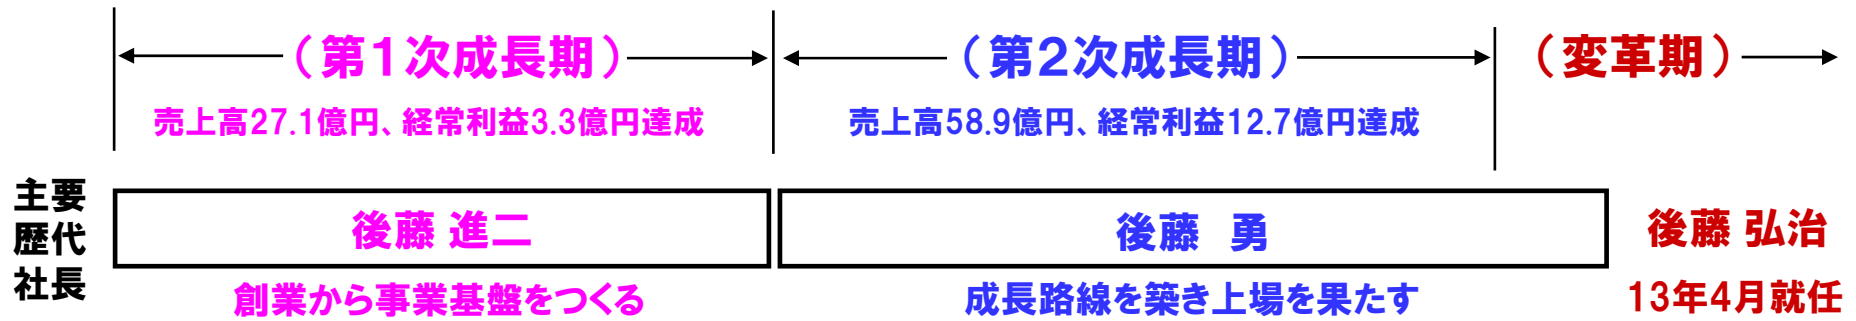 (第1次成長期)
(第2次成長期)
(変革期)
売上高27.1億円、経常利益3.3億円達成
売上高58.9億円、経常利益12.7億円達成
主要
歴代
社長
後藤 進二
後藤 勇
後藤 弘治
創業から事業基盤をつくる
成長路線を築き上場を果たす
13年4月就任